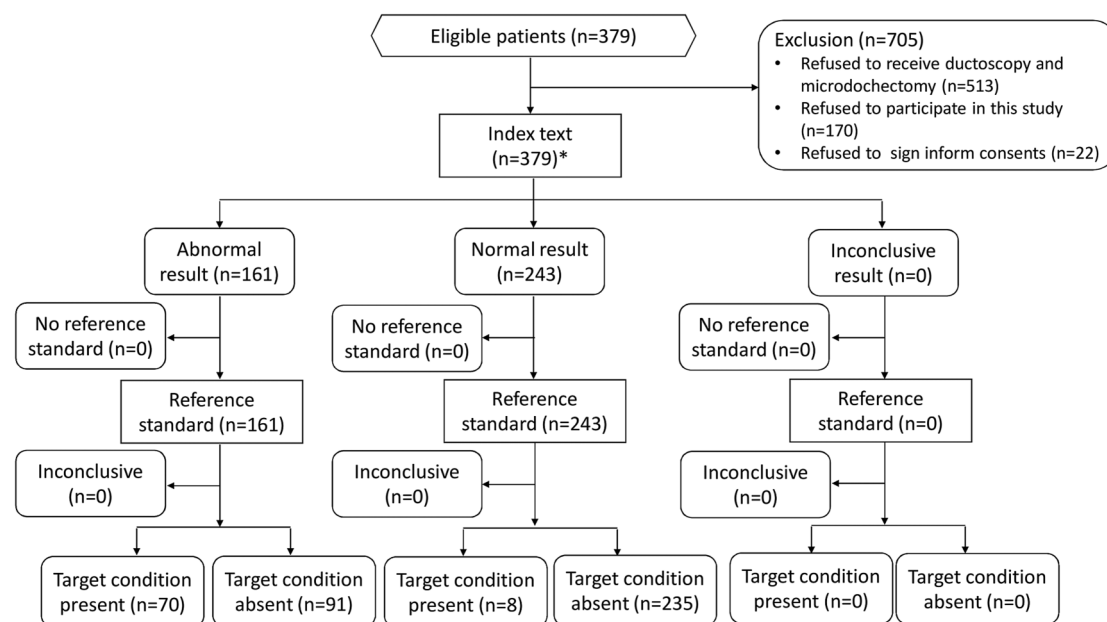 Eligible patients (n=379)
Exclusion (n=705)
• Refused to receive ductoscopy and
microdochectomy (n=513)
• Refused to participate in this study
(n=170)
• Refused to sign inform consents (n=22)
Index text
(n=379)*
Abnormal
result (n=161)
Normal result
(n=243)
Inconclusive
result (n=0)
No reference
standard (n=0)
No reference
standard (n=0)
No reference
standard (n=0)
Reference
standard (n=161)
Reference
standard (n=243)
Reference
standard (n=0)
Inconclusive
(n=0)
Inconclusive
(n=0)
Inconclusive
(n=0)
Target condition
present (n=70)
Target condition
absent (n=91)
Target condition
present (n=8)
Target condition
absent (n=235)
Target condition
present (n=0)
Target condition
absent (n=0)